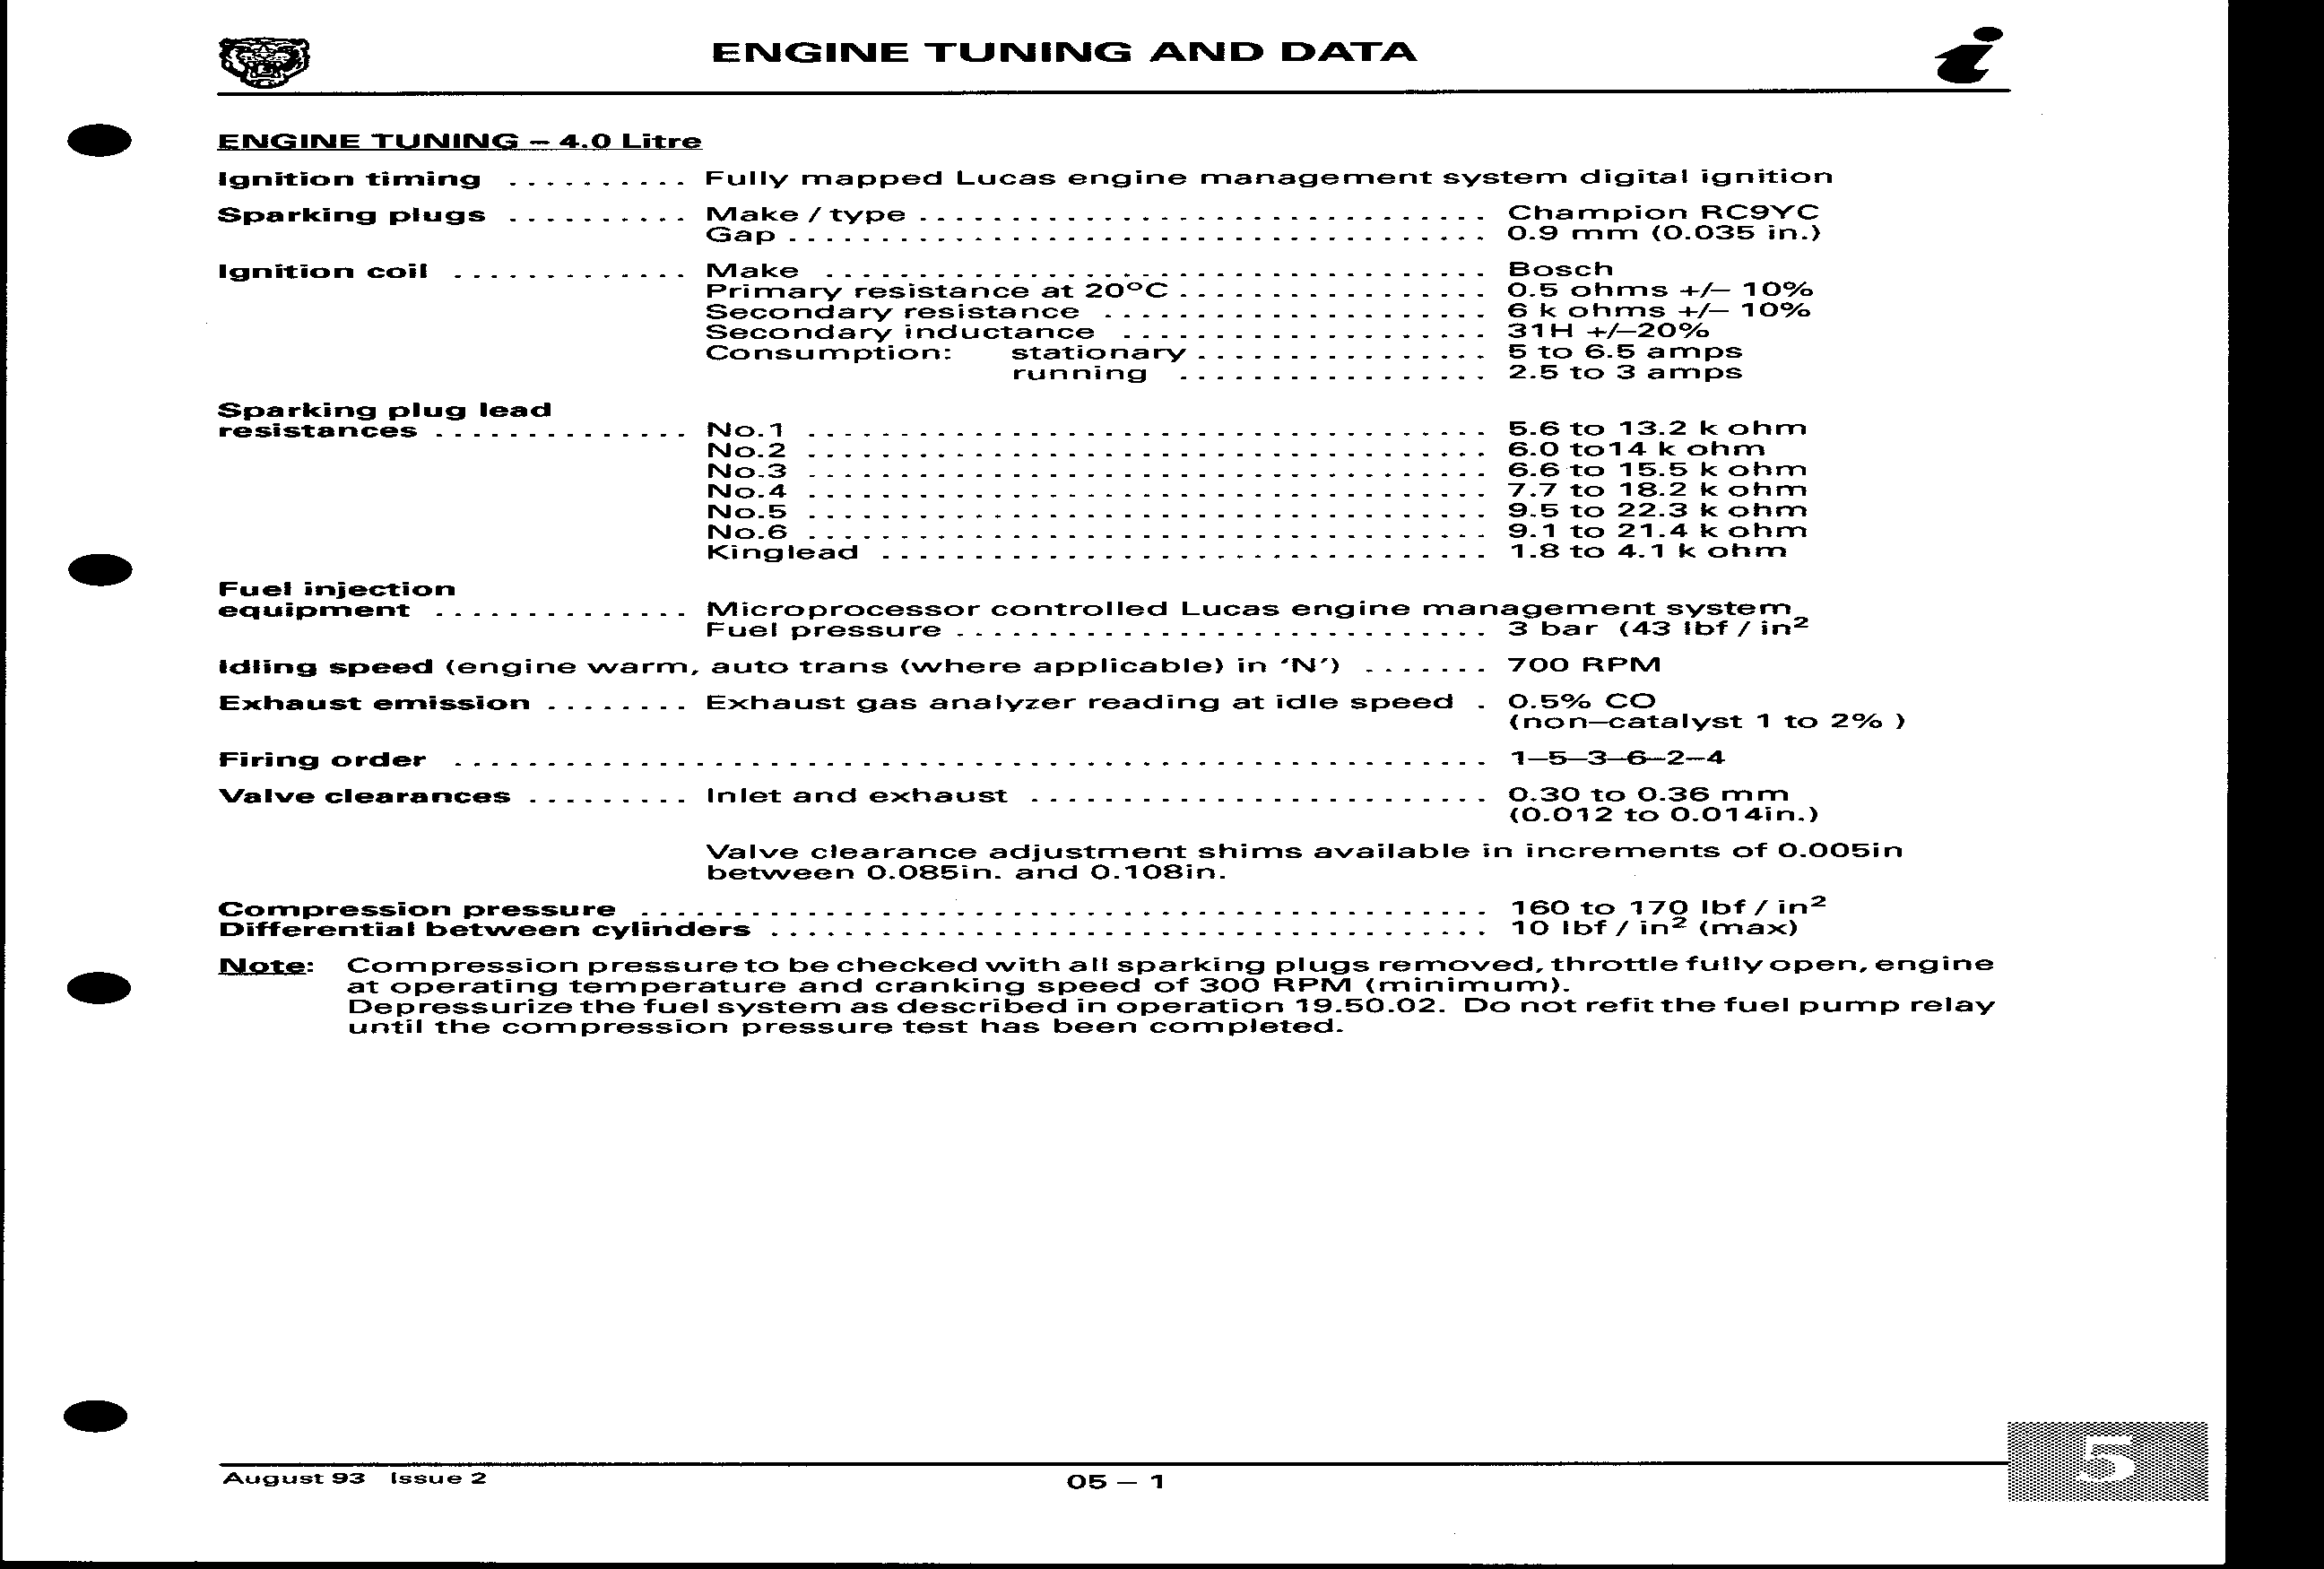 ENGINE TUNING AND DATA
i
ENGINE TUNING – 4.0 Litre
Ignition timing .......... Fully mapped Lucas engine management system digital ignition
Sparking plugs .......... Make / type ............................... Champion RC9YC
Gap ...................................... 0.9 mm (0.035 in.)
Ignition coil ............. Make .................................... Bosch
Primary resistance at 20°C ................. 0.5 ohms +/– 10%
Secondary resistance ..................... 6 k ohms +/– 10%
Secondary inductance .................... 31H +/–20%
Consumption: stationary ................ 5 to 6.5 amps
running ................. 2.5 to 3 amps
Sparking plug lead
resistances .............. No.1 ..................................... 5.6 to 13.2 k ohm
No.2 ..................................... 6.0 to14 k ohm
No.3 ..................................... 6.6 to 15.5 k ohm
No.4 ..................................... 7.7 to 18.2 k ohm
No.5 ..................................... 9.5 to 22.3 k ohm
No.6 ..................................... 9.1 to 21.4 k ohm
Kinglead ................................. 1.8 to 4.1 k ohm
Fuel injection
equipment .............. Microprocessor controlled Lucas engine management system
Fuel pressure ............................. 3 bar (43 lbf / in²
Idling speed (engine warm, auto trans (where applicable) in ‘N’) ....... 700 RPM
Exhaust emission ........ Exhaust gas analyzer reading at idle speed . 0.5% CO
(non–catalyst 1 to 2% )
Firing order ......................................................... 1–5–3–6–2–4
Valve clearances ......... Inlet and exhaust ......................... 0.30 to 0.36 mm
(0.012 to 0.014in.)
Valve clearance adjustment shims available in increments of 0.005in
between 0.085in. and 0.108in.
Compression pressure ............................................... 160 to 170 lbf / in²
Differential between cylinders ....................................... 10 lbf / in² (max)
Note: Compression pressure to be checked with all sparking plugs removed, throttle fully open, engine
at operating temperature and cranking speed of 300 RPM (minimum).
Depressurize the fuel system as described in operation 19.50.02. Do not refit the fuel pump relay
until the compression pressure test has been completed.
5
August 93 Issue 2
05 – 1